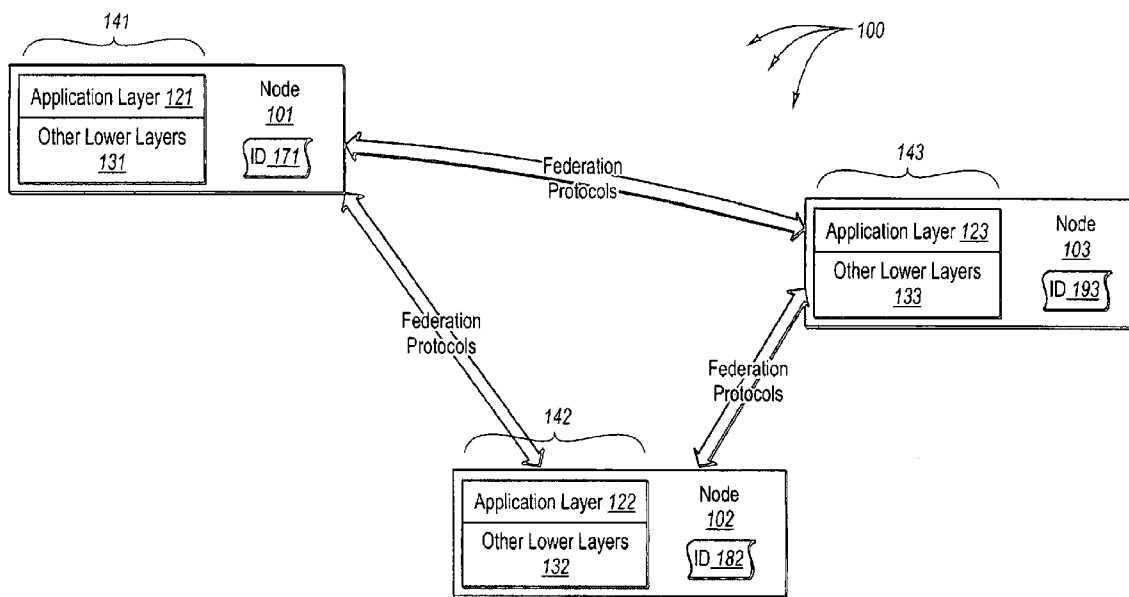 141
100
Application Layer 121
Other Lower Layers
131
Node
101
ID 171
Federation
Protocols
143
Application Layer 123
Other Lower Layers
133
Node
103
ID 193
Federation
Protocols
Federation
Protocols
142
Application Layer 122
Other Lower Layers
132
Node
102
ID 182